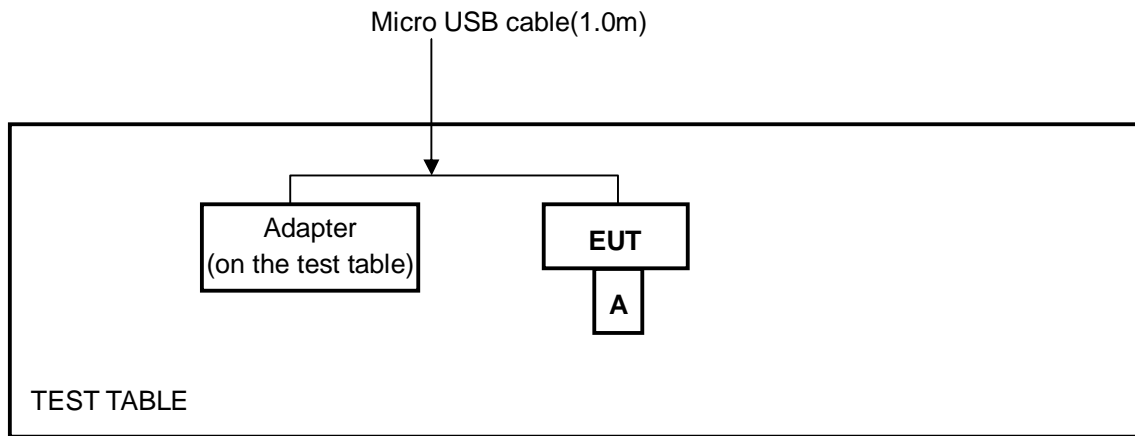 Micro USB cable(1.0m)
Adapter
(on the test table)
EUT
A
TEST TABLE